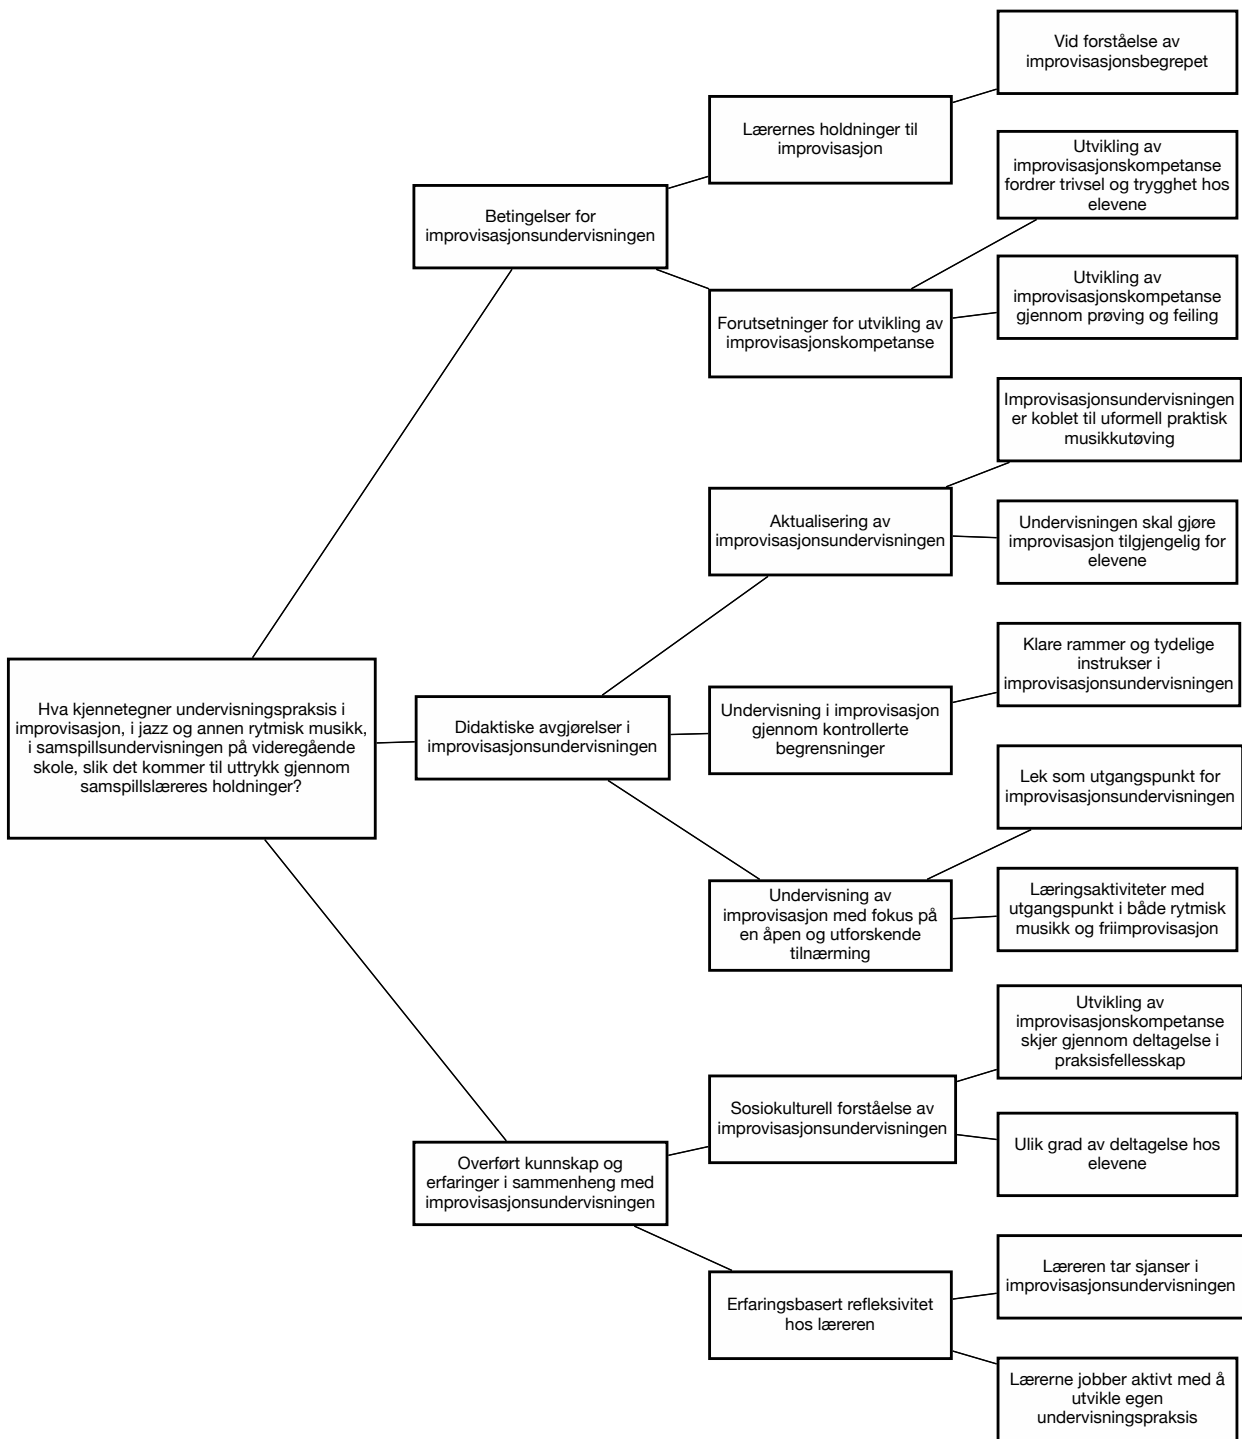 Vid forståelse av
improvisasjonsbegrepet
Lærernes holdninger til
improvisasjon
Utvikling av
improvisasjonskompetanse
fordrer trivsel og trygghet hos
elevene
Betingelser for
improvisasjonsundervisningen
Utvikling av
improvisasjonskompetanse
gjennom prøving og feiling
Forutsetninger for utvikling av
improvisasjonskompetanse
Improvisasjonsundervisningen
er koblet til uformell praktisk
musikkutøving
Aktualisering av
improvisasjonsundervisningen
Undervisningen skal gjøre
improvisasjon tilgjengelig for
elevene
Klare rammer og tydelige
instrukser i
improvisasjonsundervisningen
Hva kjennetegner undervisningspraksis i
improvisasjon, i jazz og annen rytmisk musikk,
i samspillsundervisningen på videregående
skole, slik det kommer til uttrykk gjennom
samspillslæreres holdninger?
Didaktiske avgjørelser i
improvisasjonsundervisningen
Undervisning i improvisasjon
gjennom kontrollerte
begrensninger
Lek som utgangspunkt for
improvisasjonsundervisningen
Undervisning av
improvisasjon med fokus på
en åpen og utforskende
tilnærming
Læringsaktiviteter med
utgangspunkt i både rytmisk
musikk og friimprovisasjon
Utvikling av
improvisasjonskompetanse
skjer gjennom deltagelse i
praksisfellesskap
Sosiokulturell forståelse av
improvisasjonsundervisningen
Ulik grad av deltagelse hos
elevene
Overført kunnskap og
erfaringer i sammenheng med
improvisasjonsundervisningen
Læreren tar sjanser i
improvisasjonsundervisningen
Erfaringsbasert refleksivitet
hos læreren
Lærerne jobber aktivt med å
utvikle egen
undervisningspraksis